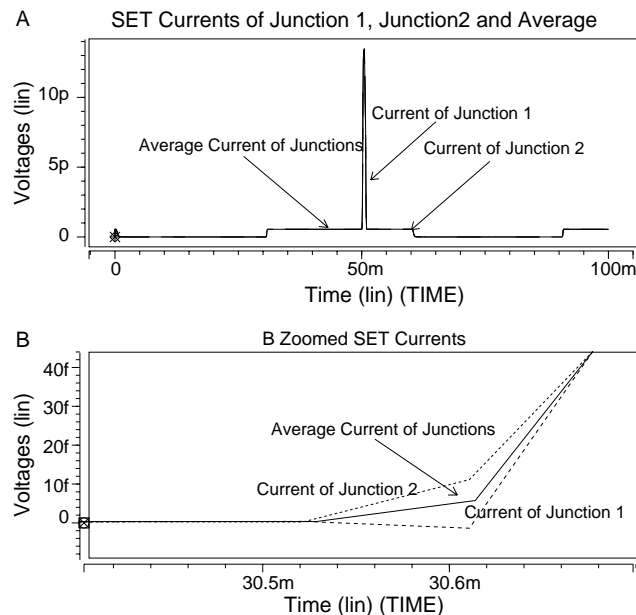 A
SET Currents of Junction 1, Junction2 and Average
Voltages (lin)
10p
5p
0
Current of Junction 1
Average Current of Junctions
Current of Junction 2
0
50m
100m
Time (lin) (TIME)
B
B Zoomed SET Currents
Voltages (lin)
40f
30f
20f
10f
0
Average Current of Junctions
Current of Junction 2
Current of Junction 1
30.5m
30.6m
Time (lin) (TIME)